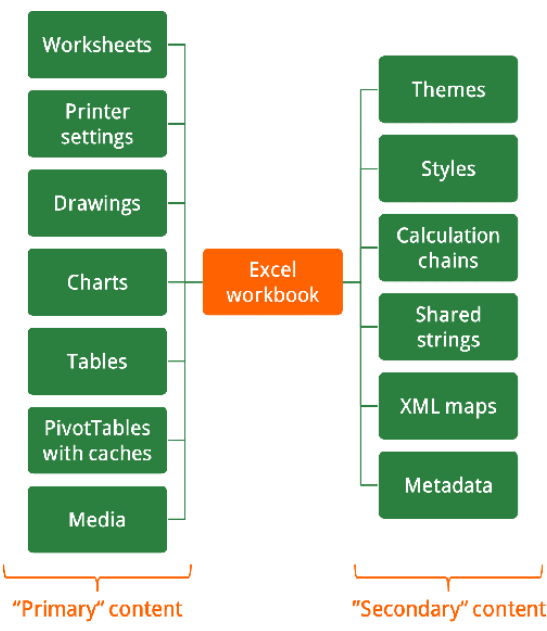 Worksheets
Printer
settings
Drawings
Charts
Tables
PivotTables
with caches
Media
Excel
workbook
Themes
Styles
Calculation
chains
Shared
strings
XML maps
Metadata
“Primary“ content
”Secondary“ content